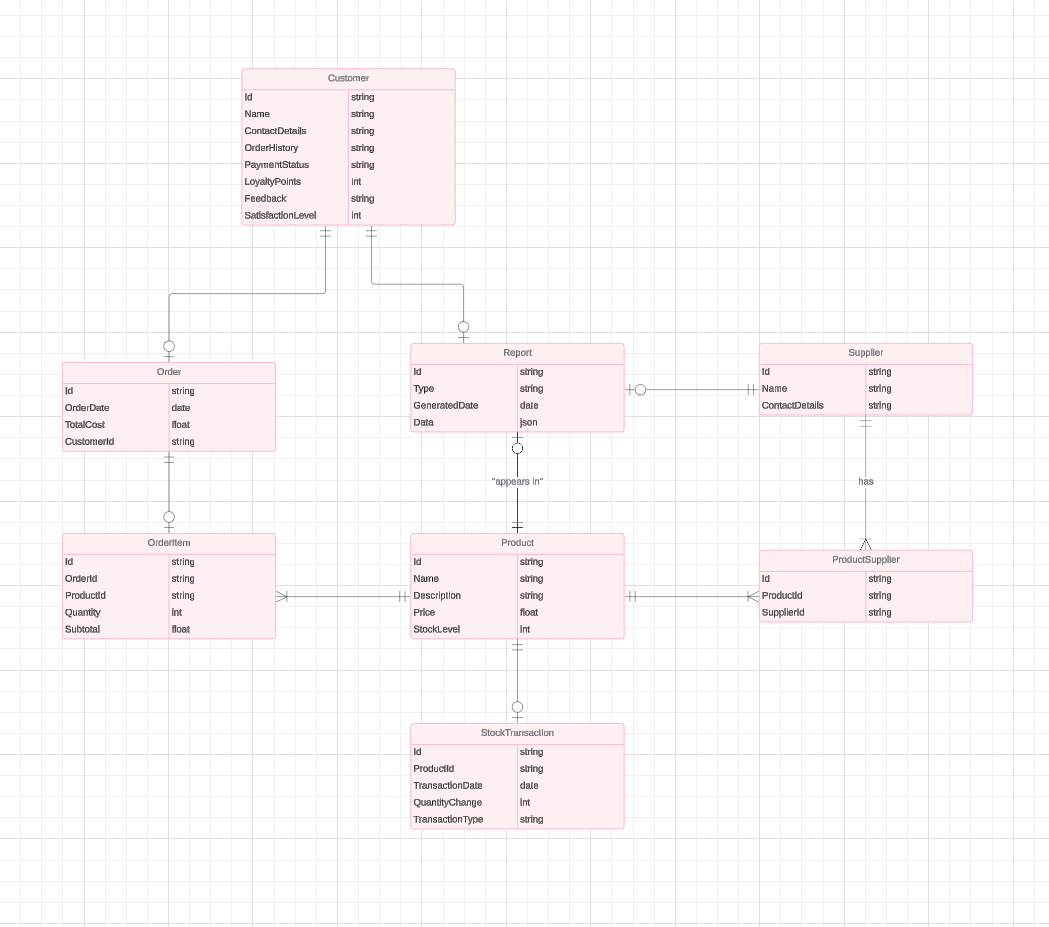 Customer
Id string
Name string
ContactDetails string
OrderHistory string
PaymentStatus string
LoyaltyPoints int
Feedback string
SatisfactionLevel int
Order
Id string
OrderDate date
TotalCost float
CustomerId string
Report
Id string
Type string
GeneratedDate date
Data json
Supplier
Id string
Name string
ContactDetails string
"appears in"
has
OrderItem
Id string
OrderId string
ProductId string
Quantity int
Subtotal float
Product
Id string
Name string
Description string
Price float
StockLevel int
ProductSupplier
Id string
ProductId string
SupplierId string
StockTransaction
Id string
ProductId string
TransactionDate date
QuantityChange int
TransactionType string